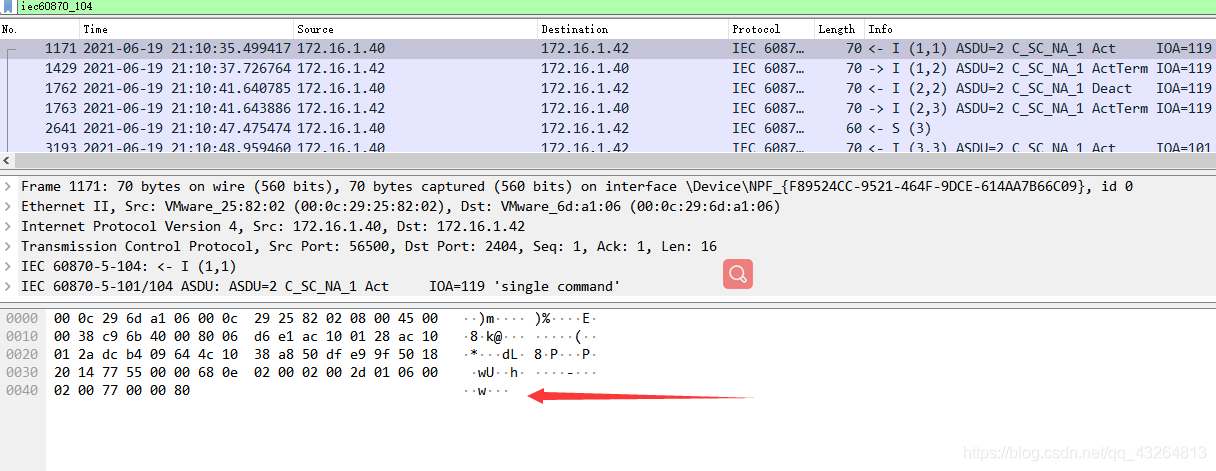 iec60870_104
No. Time Source Destination Protocol Length Info
1171 2021-06-19 21:10:35.499417 172.16.1.40 172.16.1.42 IEC 6087… 70 <- I (1,1) ASDU=2 C_SC_NA_1 Act IOA=119
1429 2021-06-19 21:10:37.726764 172.16.1.42 172.16.1.40 IEC 6087… 70 -> I (1,2) ASDU=2 C_SC_NA_1 ActTerm IOA=119
1762 2021-06-19 21:10:41.640785 172.16.1.40 172.16.1.42 IEC 6087… 70 <- I (2,2) ASDU=2 C_SC_NA_1 Deact IOA=119
1763 2021-06-19 21:10:41.643886 172.16.1.42 172.16.1.40 IEC 6087… 70 -> I (2,3) ASDU=2 C_SC_NA_1 ActTerm IOA=119
2641 2021-06-19 21:10:47.475474 172.16.1.40 172.16.1.42 IEC 6087… 60 <- S (3)
3193 2021-06-19 21:10:48.959460 172.16.1.40 172.16.1.42 IEC 6087… 70 <- I (3,3) ASDU=2 C_SC_NA_1 Act IOA=101
Frame 1171: 70 bytes on wire (560 bits), 70 bytes captured (560 bits) on interface \Device\NPF_{F89524CC-9521-464F-9DCE-614AA7B66C09}, id 0
Ethernet II, Src: VMware_25:82:02 (00:0c:29:25:82:02), Dst: VMware_6d:a1:06 (00:0c:29:6d:a1:06)
Internet Protocol Version 4, Src: 172.16.1.40, Dst: 172.16.1.42
Transmission Control Protocol, Src Port: 56500, Dst Port: 2404, Seq: 1, Ack: 1, Len: 16
IEC 60870-5-104: <- I (1,1)
IEC 60870-5-101/104 ASDU: ASDU=2 C_SC_NA_1 Act IOA=119 'single command'
0000 00 0c 29 6d a1 06 00 0c 29 25 82 02 08 00 45 00 ··)m···· )%····E·
0010 00 38 c9 6b 40 00 80 06 d6 e1 ac 10 01 28 ac 10 ·8·k@··· ·····(··
0020 01 2a dc b4 09 64 4c 10 38 a8 50 df e9 9f 50 18 ·*···dL· 8·P···P·
0030 20 14 77 55 00 00 68 0e 02 00 02 00 2d 01 06 00 ·wU··h· ····-···
0040 02 00 77 00 00 80 ··w···
https://blog.csdn.net/qq_43264813